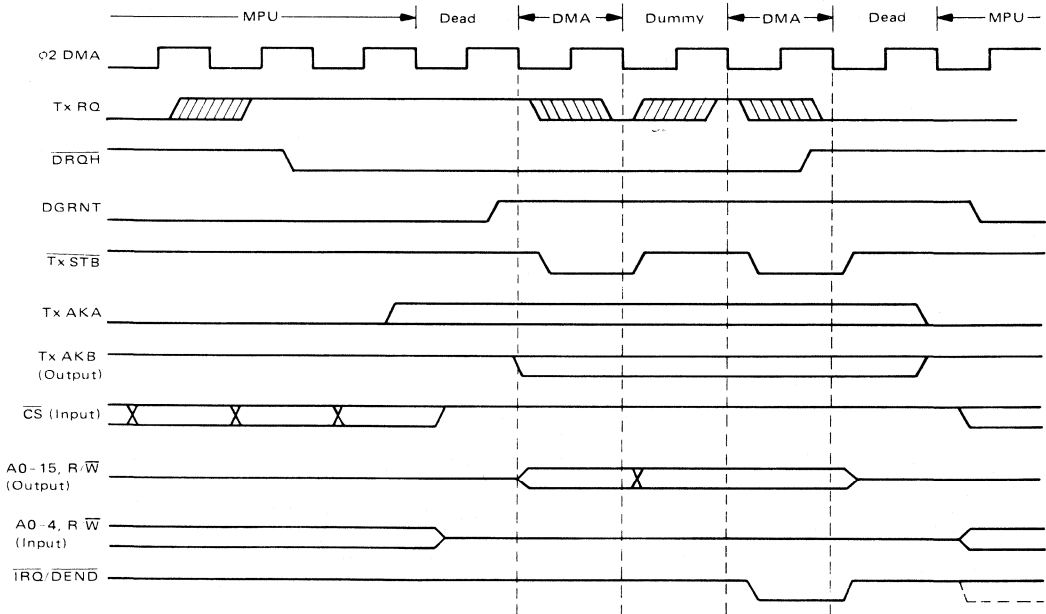 MPU Dead DMA Dummy DMA Dead MPU
φ2 DMA
Tx RQ
DRQH
DGRNT
Tx STB
Tx AKA
Tx AKB
(Output)
CS (Input)
A0-15, R/W
(Output)
A0-4, R W
(Input)
IRQ/DEND